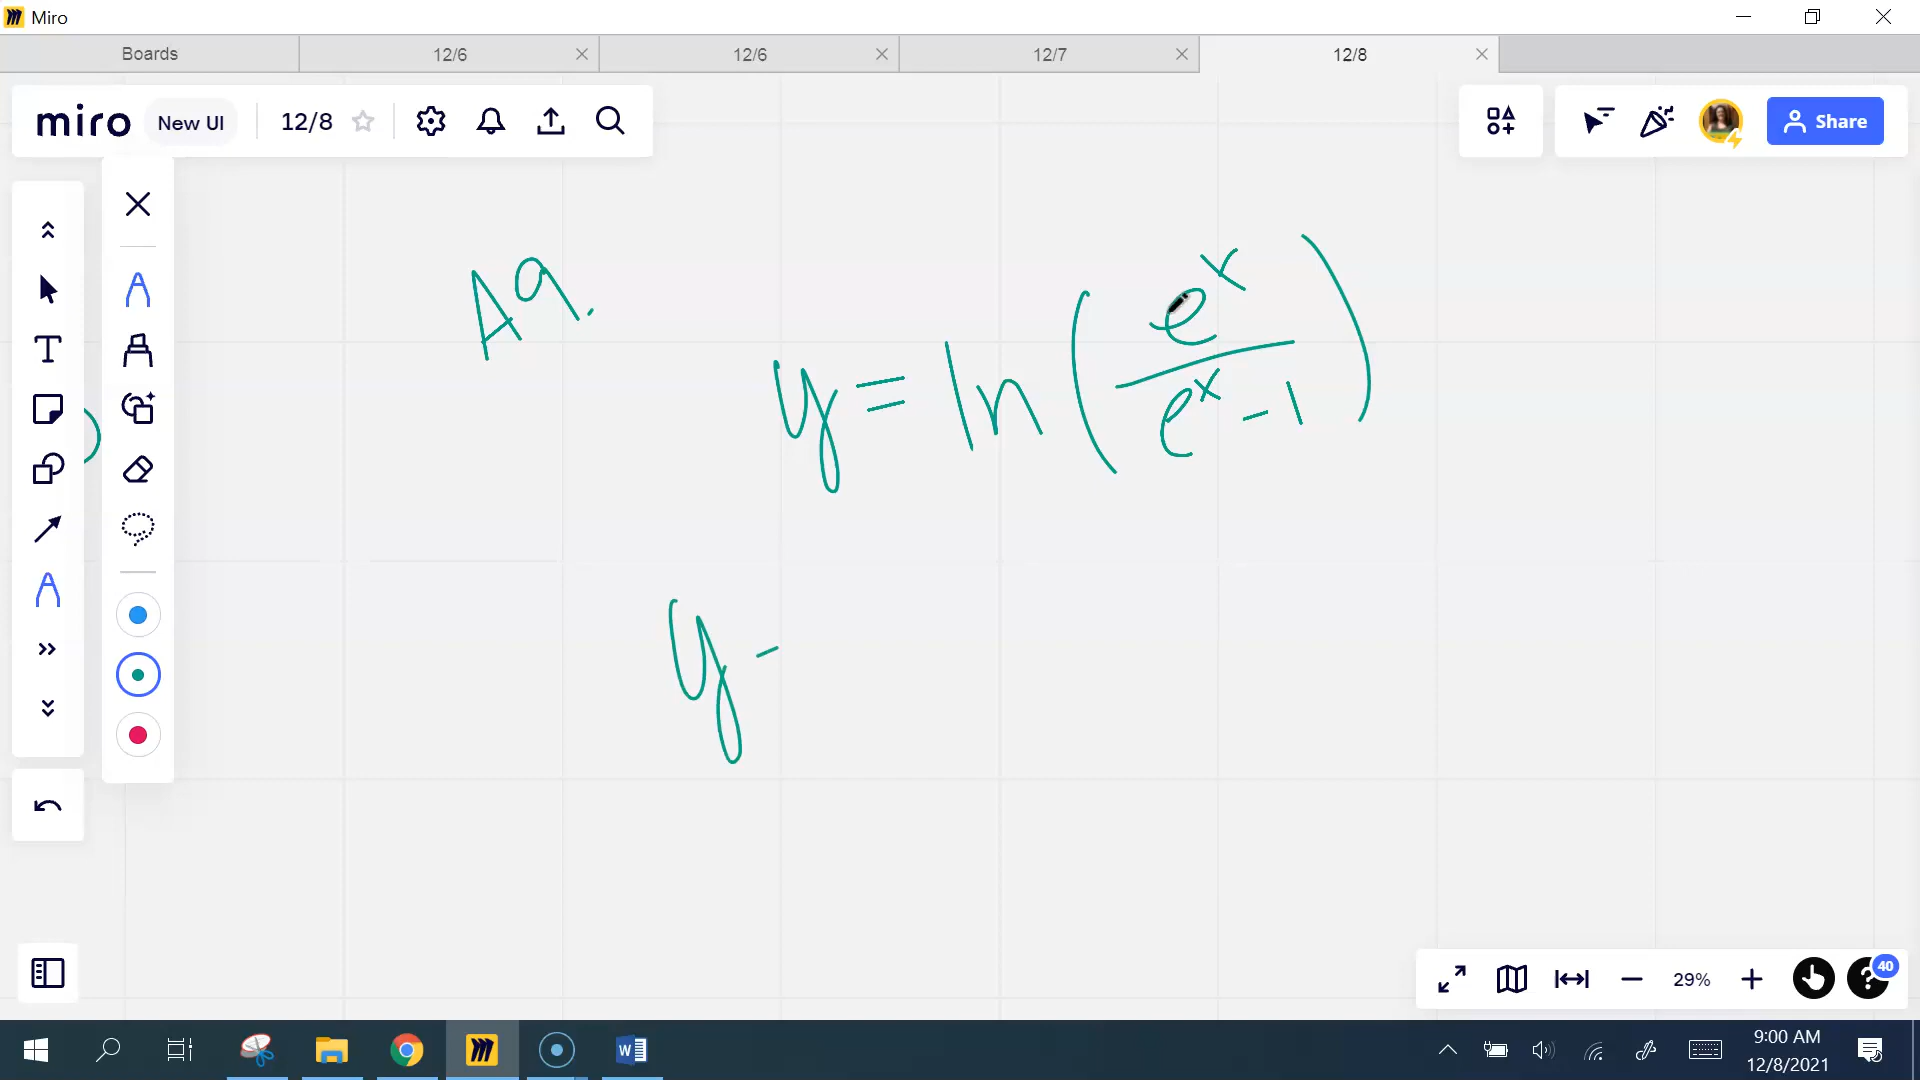 Miro
Boards 12/6 12/6 12/7 12/8
miro New UI 12/8 Share
A9.
y = ln(e^x / (e^x - 1))
y -
40
29%
9:00 AM
12/8/2021